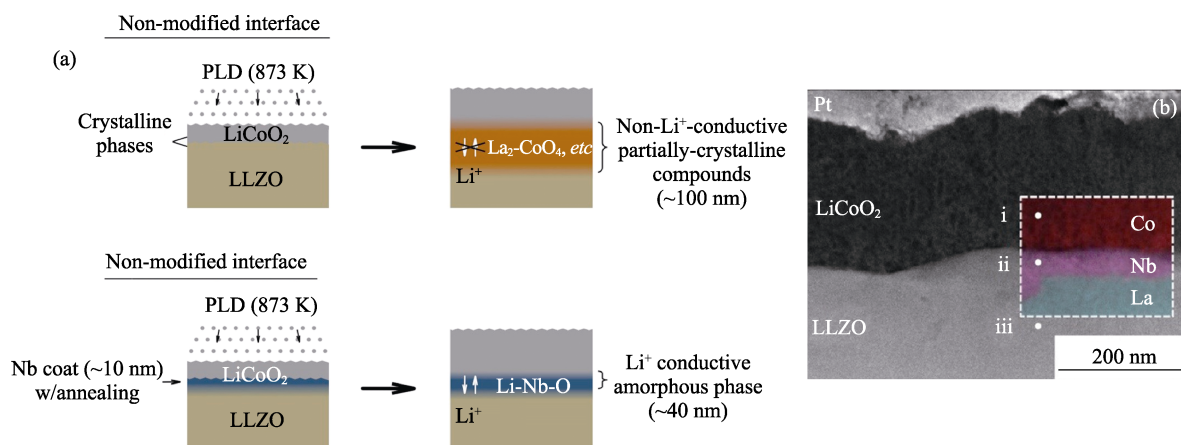 Non-modified interface
(a)
PLD (873 K)
Crystalline
phases
LiCoO₂
LLZO
La₂-CoO₄, etc
Li⁺
Non-Li⁺-conductive
partially-crystalline
compounds
(~100 nm)
Non-modified interface
PLD (873 K)
Nb coat (~10 nm)
w/annealing
LiCoO₂
LLZO
Li-Nb-O
Li⁺
Li⁺ conductive
amorphous phase
(~40 nm)
Pt
(b)
LiCoO₂
i
Co
ii
Nb
La
LLZO
iii
200 nm